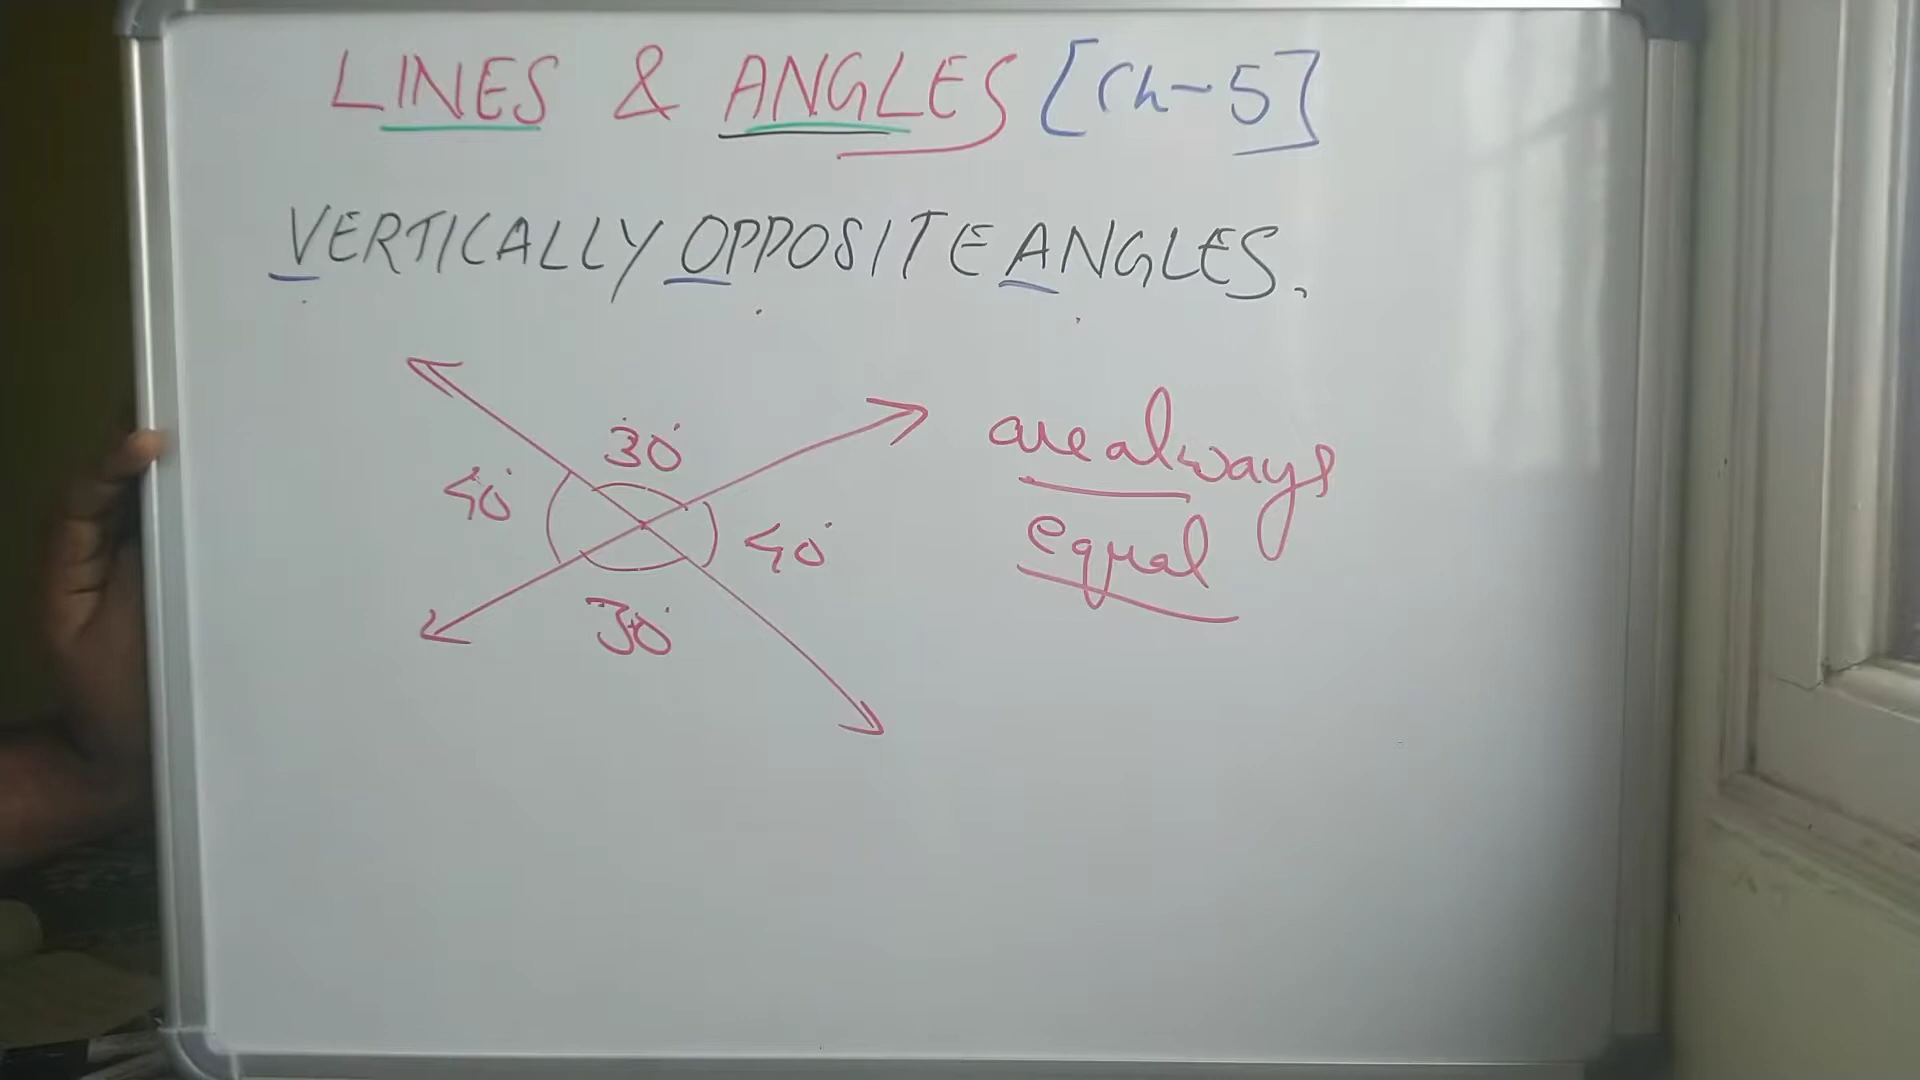 LINES & ANGLES [Ch-5]
VERTICALLY OPPOSITE ANGLES.
30°
40°
40°
30°
are always
equal